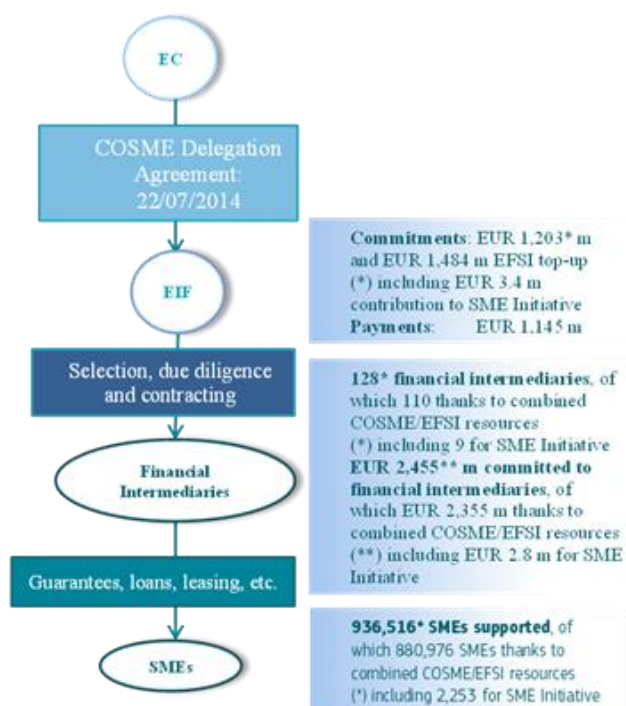 EC
COSME Delegation
Agreement:
22/07/2014
EIF
Commitments: EUR 1,203* m
and EUR 1,484 m EFSI top-up
(*) including EUR 3.4 m
contribution to SME Initiative
Payments: EUR 1,145 m
Selection, due diligence
and contracting
Financial
Intermediaries
128* financial intermediaries, of
which 110 thanks to combined
COSME/EFSI resources
(*) including 9 for SME Initiative
EUR 2,455** m committed to
financial intermediaries, of
which EUR 2,355 m thanks to
combined COSME/EFSI resources
(**) including EUR 2.8 m for SME
Initiative
Guarantees, loans, leasing, etc.
SMEs
936,516* SMEs supported, of
which 880,976 SMEs thanks to
combined COSME/EFSI resources
(*) including 2,253 for SME Initiative